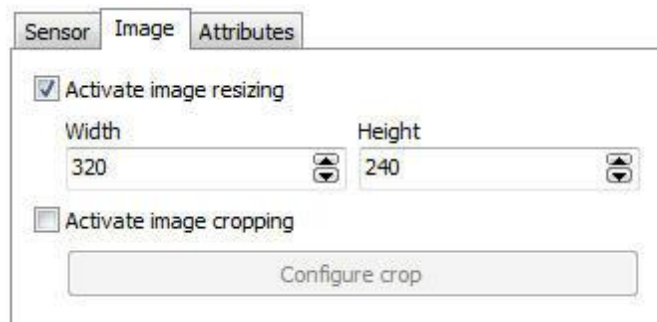 Sensor Image Attributes
Activate image resizing
Width Height
320 240
Activate image cropping
Configure crop